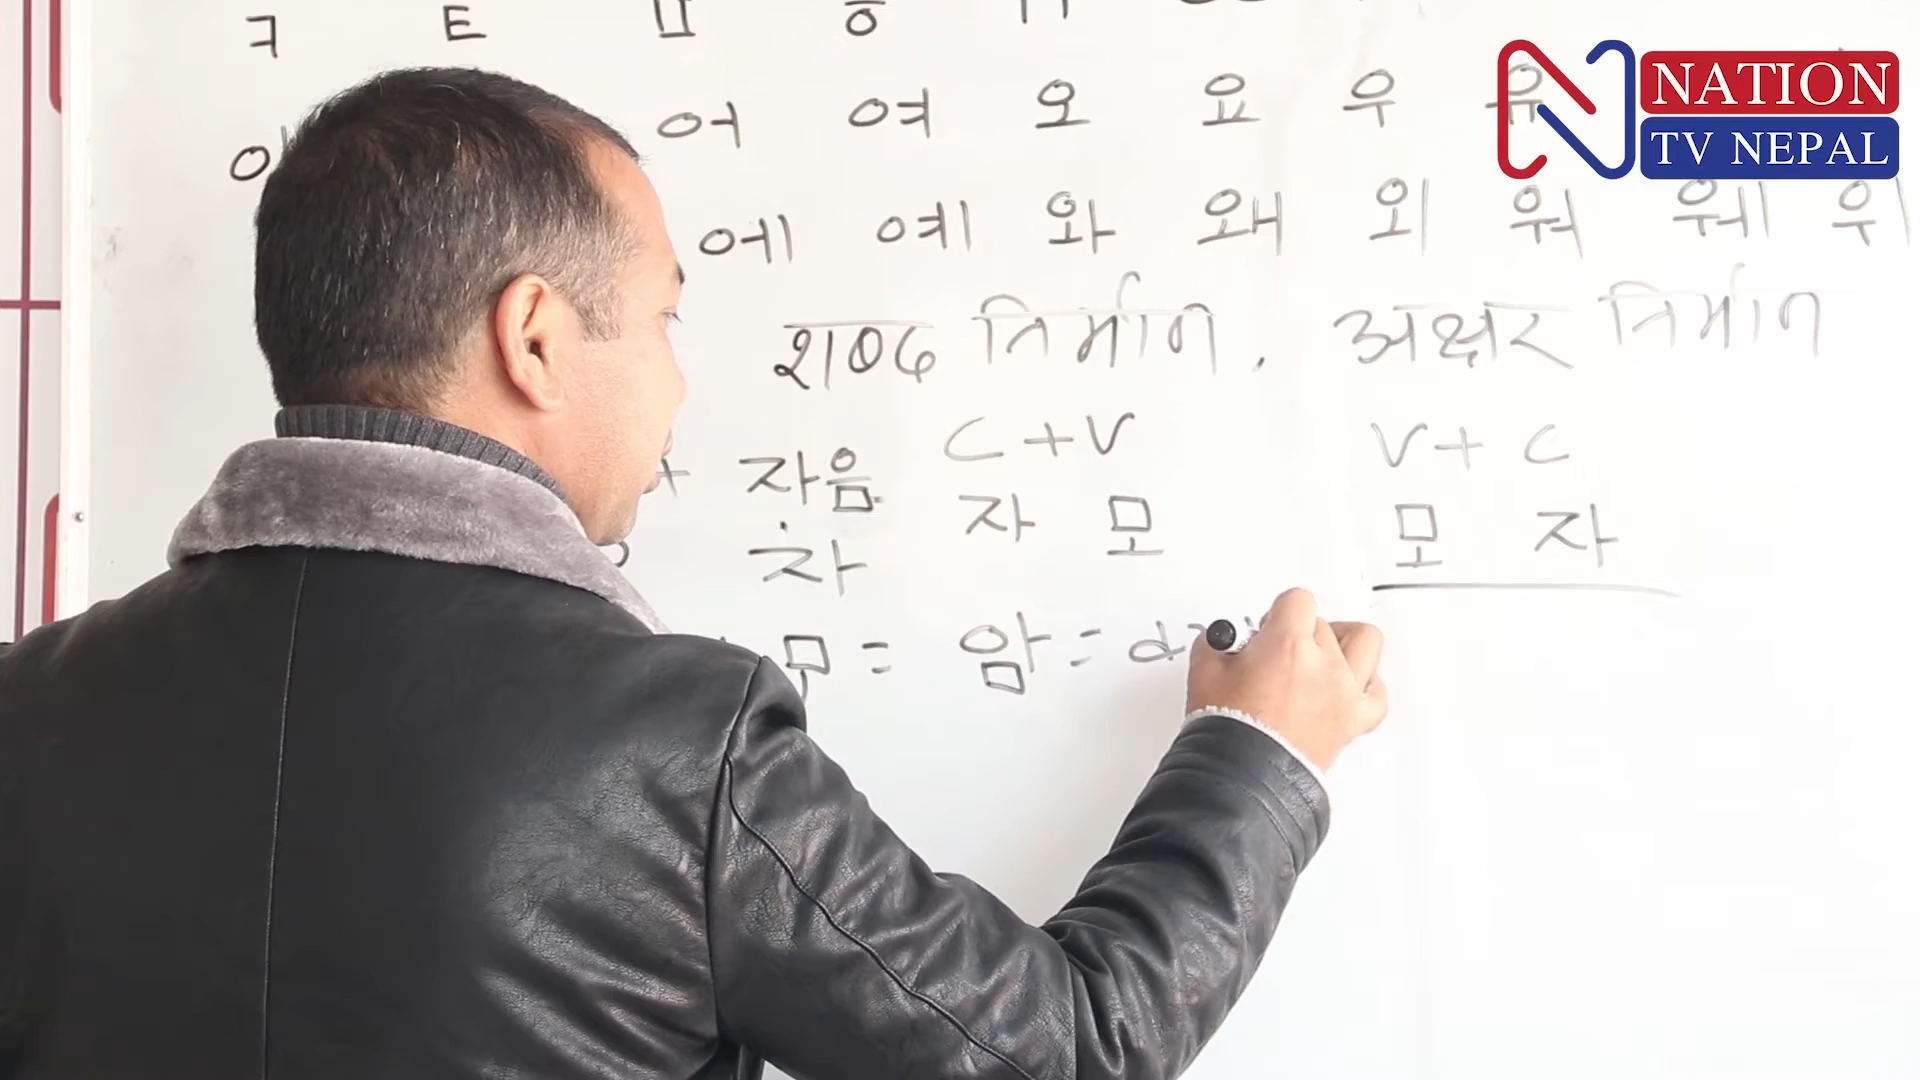 ㅋ ㅌ ㅍ ㅎ
어 여 오 요 우 유
에 예 와 왜 외 워 웨 위
शब्द निर्माण . अक्षर निर्माण
+ 자음 C + V V + C
차 자 모 모 자
= 암 =
NATION
TV NEPAL